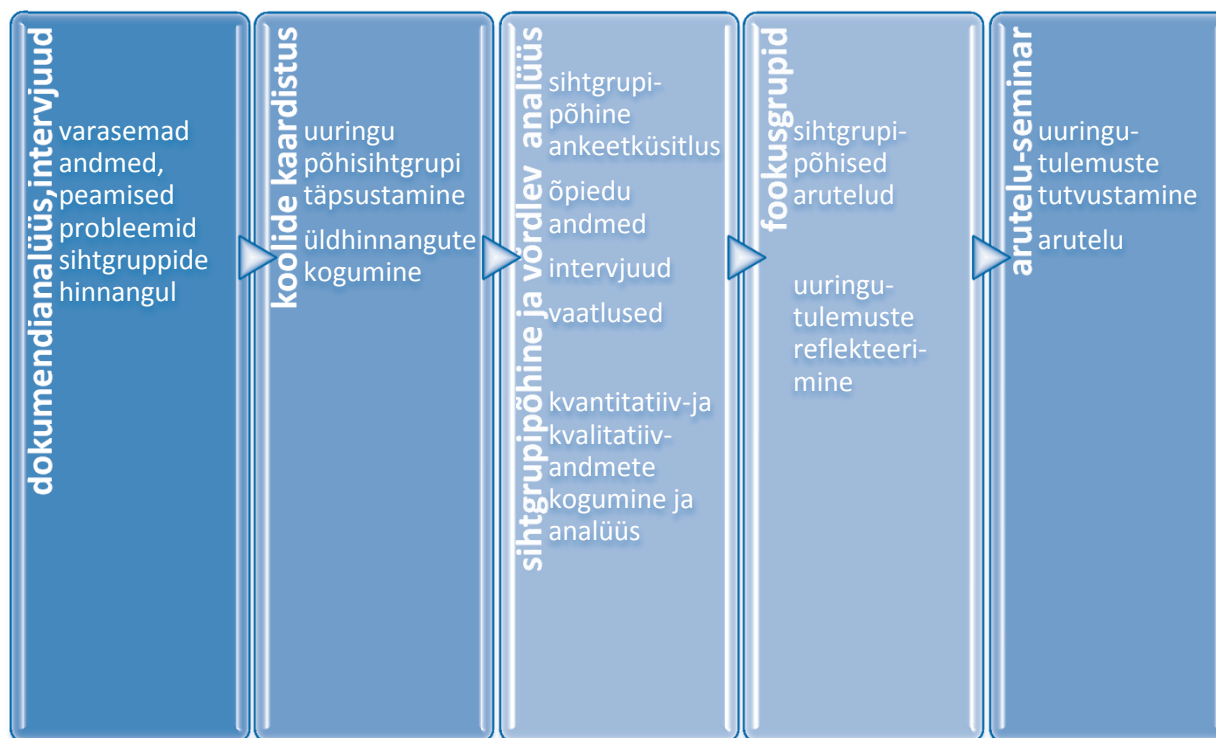 dokumendianalüüs,intervjuud
varasemad
andmed,
peamised
probleemid
sihtgruppide
hinnangul
koolide kaardistus
uuringu
põhisihtgrupi
täpsustamine
üldhinnangute
kogumine
sihtgrupipõhine ja võrdlev analüüs
sihtgrupi-
põhine
ankeetküsitlus
õpiedu
andmed
intervjuud
vaatlused
kvantitatiiv-ja
kvalitatiiv-
andmete
kogumine ja
analüüs
fookusgrupid
sihtgrupi-
põhised
arutelud
uuringu-
tulemuste
reflekteeri-
mine
arutelu-seminar
uuringu-
tulemuste
tutvustamine
arutelu